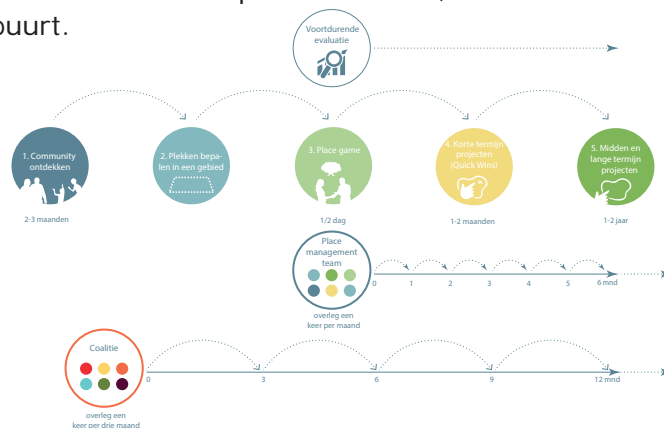 buurt.
Voortdurende
evaluatie
1. Community
ontdekken
2. Plekken bepa-
len in een gebied
3. Place game
4. Korte termijn
projecten
(Quick Wins)
5. Midden en
lange termijn
projecten
2-3 maanden
1/2 dag
1-2 maanden
1-2 jaar
Place
management
team
0 1 2 3 4 5 6 mnd
overleg een
keer per maand
Coalitie
0 3 6 9 12 mnd
overleg een
keer per drie maand